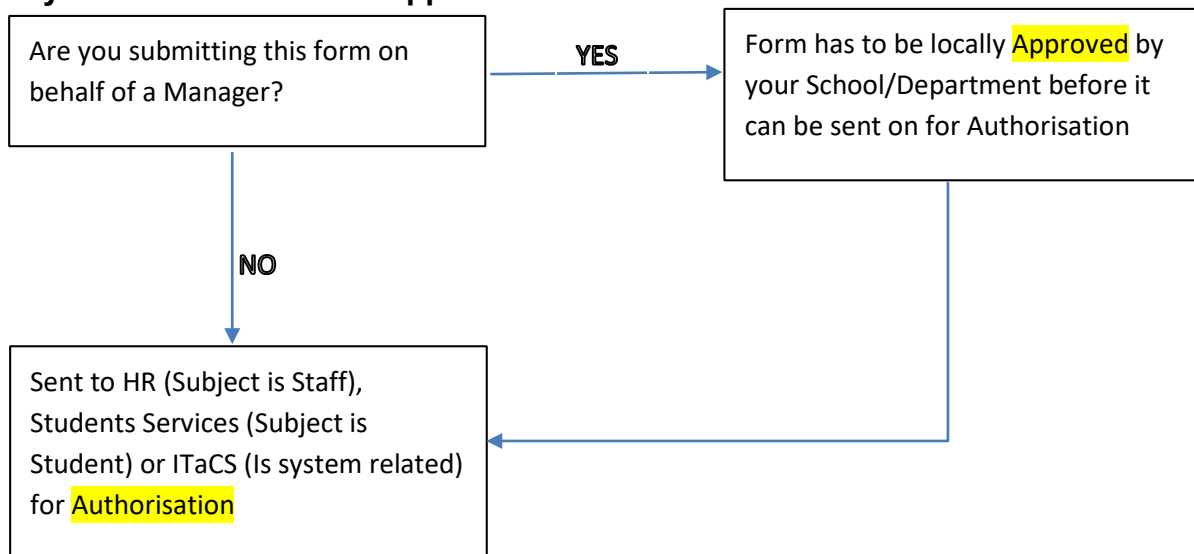 Are you submitting this form on
behalf of a Manager?
YES
Form has to be locally Approved by
your School/Department before it
can be sent on for Authorisation
NO
Sent to HR (Subject is Staff),
Students Services (Subject is
Student) or ITaCS (Is system related)
for Authorisation